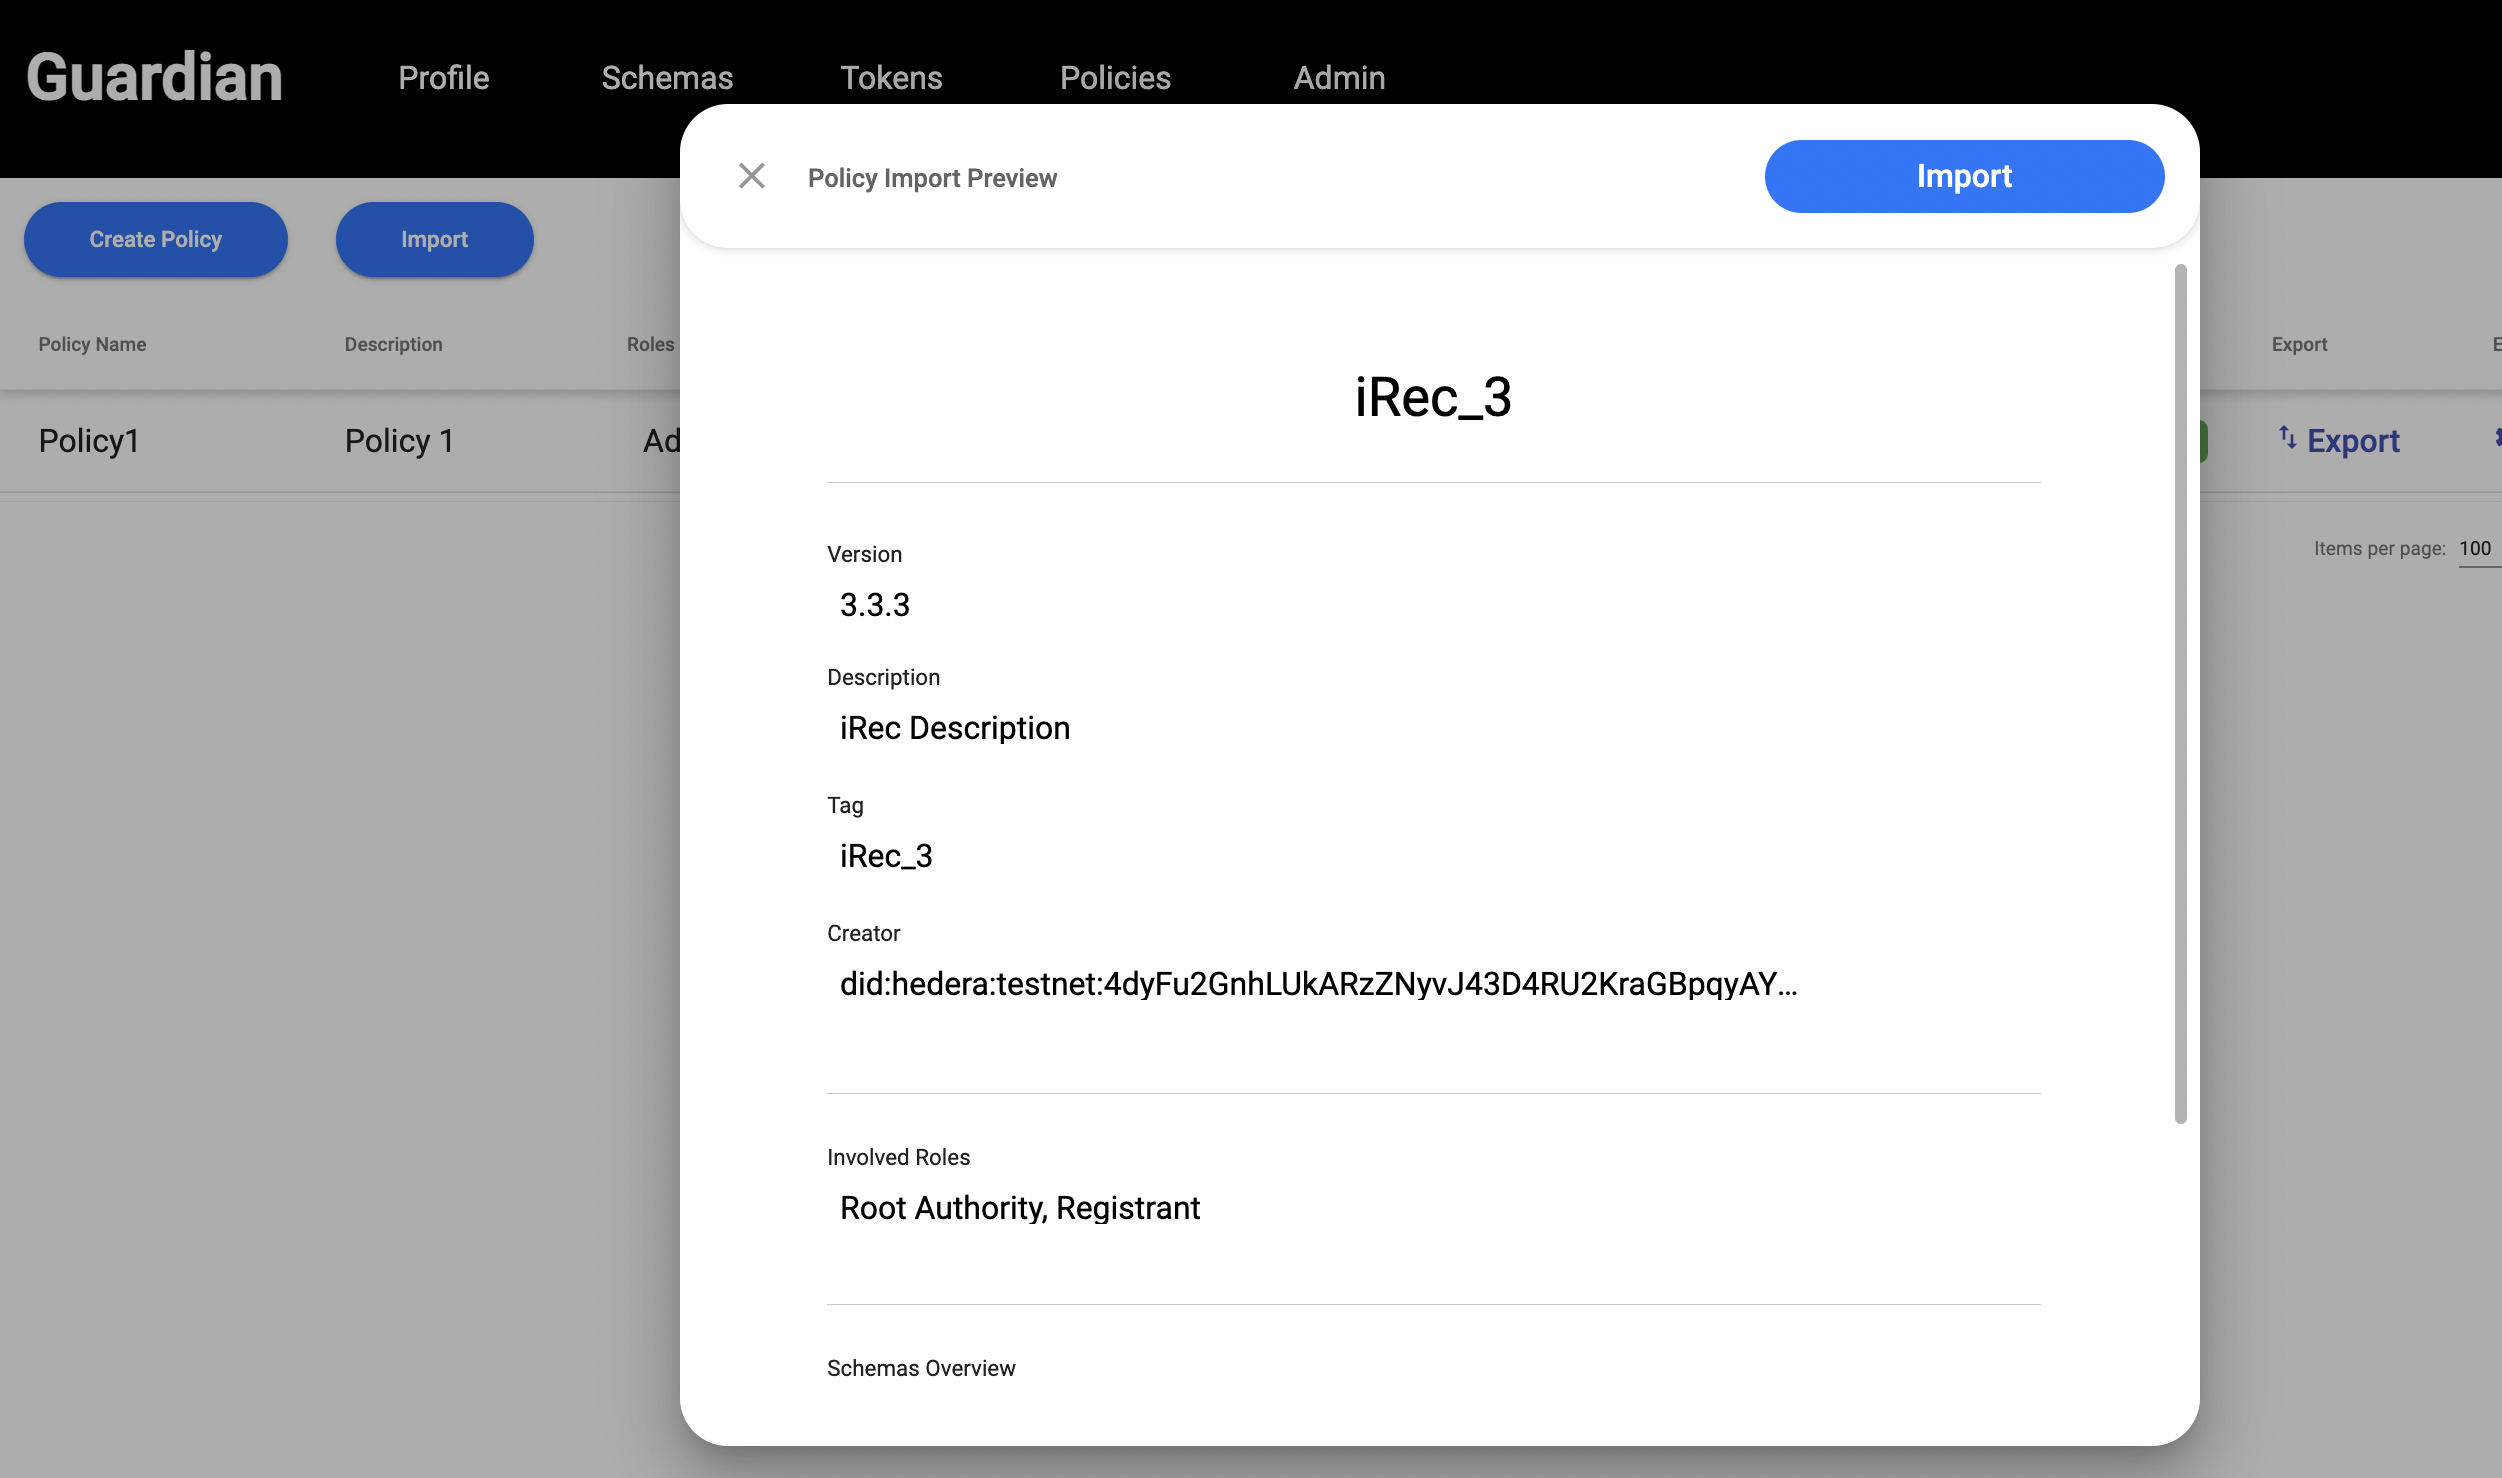 Guardian Profile Schemas Tokens Policies Admin
Policy Import Preview Import
Create Policy Import
Policy Name Description Roles Export
Policy1 Policy 1 Export
Items per page: 100
iRec_3
Version
3.3.3
Description
iRec Description
Tag
iRec_3
Creator
did:hedera:testnet:4dyFu2GnhLUkARzZNyvJ43D4RU2KraGBpqyAY...
Involved Roles
Root Authority, Registrant
Schemas Overview